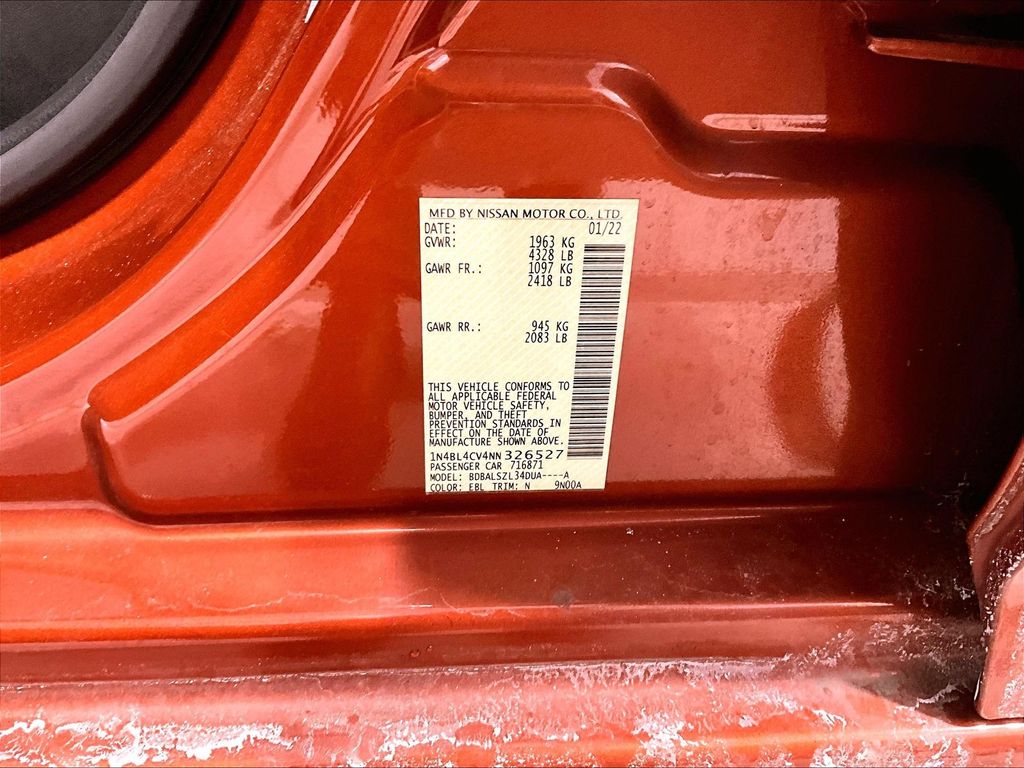 MFD BY NISSAN MOTOR CO., LTD.
DATE: 01/22
GVWR: 1963 KG
4328 LB
GAWR FR.: 1097 KG
2418 LB
GAWR RR.: 945 KG
2083 LB
THIS VEHICLE CONFORMS TO
ALL APPLICABLE FEDERAL
MOTOR VEHICLE SAFETY,
BUMPER, AND THEFT
PREVENTION STANDARDS IN
EFFECT ON THE DATE OF
MANUFACTURE SHOWN ABOVE.
1N4BL4CV4NN326527
PASSENGER CAR 716871
MODEL: BDBALSZL34DUA----A
COLOR: EBL TRIM: N 9N00A